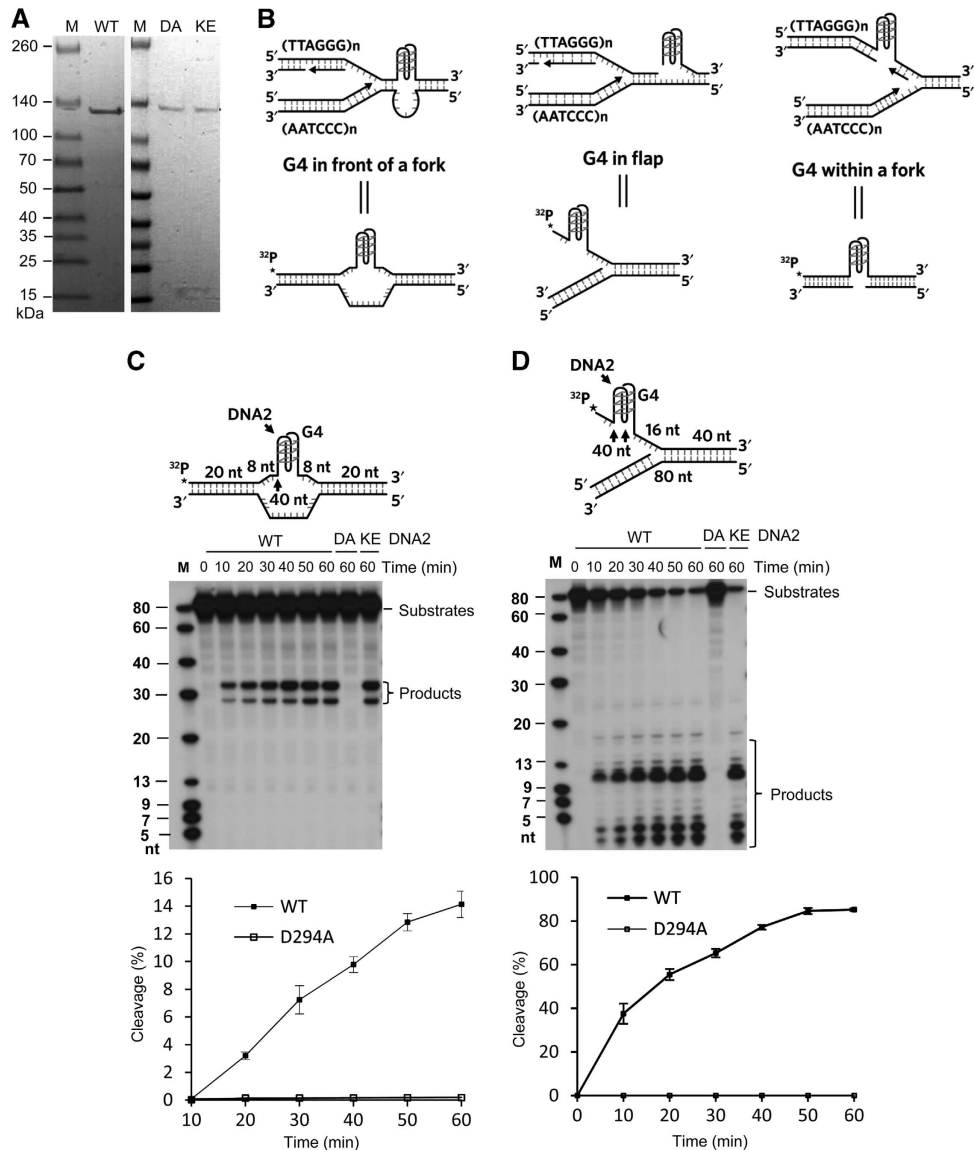 A
M WT M DA KE
260
140
100
70
50
40
35
25
15
kDa
B
(TTAGGG)n
5′
3′
3′
5′
5′
3′
(AATCCC)n
G4 in front of a fork
32P
*
3′
3′
5′
(TTAGGG)n
5′
3′
3′
5′
5′
3′
(AATCCC)n
G4 in flap
32P
*
3′
5′
3′
5′
(TTAGGG)n
5′
3′
3′
5′
5′
3′
(AATCCC)n
G4 within a fork
32P
*
3′
3′
5′
C
DNA2
G4
32P
*
20 nt 8 nt 8 nt 20 nt
3′
3′
40 nt
5′
WT DA KE DNA2
M 0 10 20 30 40 50 60 60 60 Time (min)
80
Substrates
60
40
30
Products
20
13
9
7
5
nt
16
14
12
10
8
6
4
2
0
WT
D294A
Cleavage (%)
10 20 30 40 50 60
Time (min)
D
DNA2
32P
*
G4
16 nt 40 nt
3′
40 nt
5′
80 nt
5′
3′
WT DA KE DNA2
M 0 10 20 30 40 50 60 60 60 Time (min)
80
Substrates
60
40
30
20
13
9
7
5
nt
Products
100
80
60
40
20
0
WT
D294A
Cleavage (%)
0 10 20 30 40 50 60
Time (min)